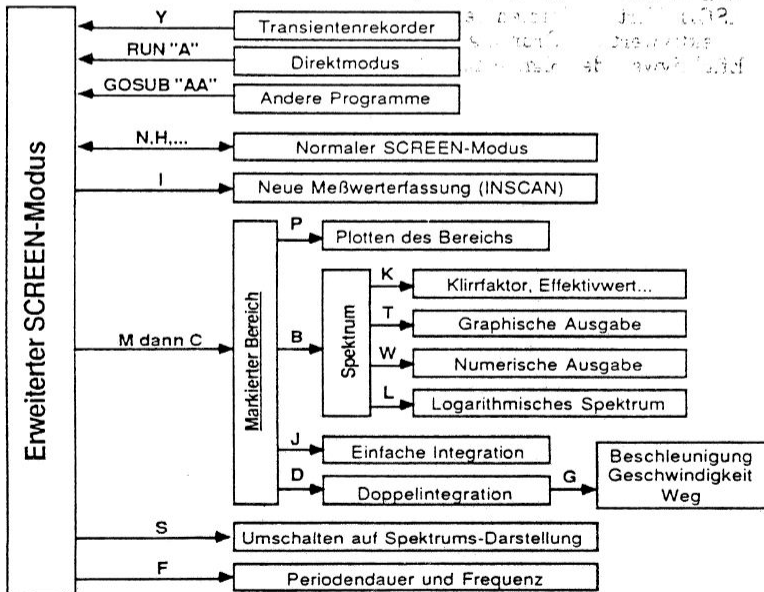 Erweiterter SCREEN-Modus
Y
Transientenrekorder
RUN "A"
Direktmodus
GOSUB "AA"
Andere Programme
N,H,...
Normaler SCREEN-Modus
I
Neue Meßwerterfassung (INSCAN)
M dann C
Markierter Bereich
P
Plotten des Bereichs
B
Spektrum
K
Klirrfaktor, Effektivwert...
T
Graphische Ausgabe
W
Numerische Ausgabe
L
Logarithmisches Spektrum
J
Einfache Integration
D
Doppelintegration
G
Beschleunigung
Geschwindigkeit
Weg
S
Umschalten auf Spektrums-Darstellung
F
Periodendauer und Frequenz